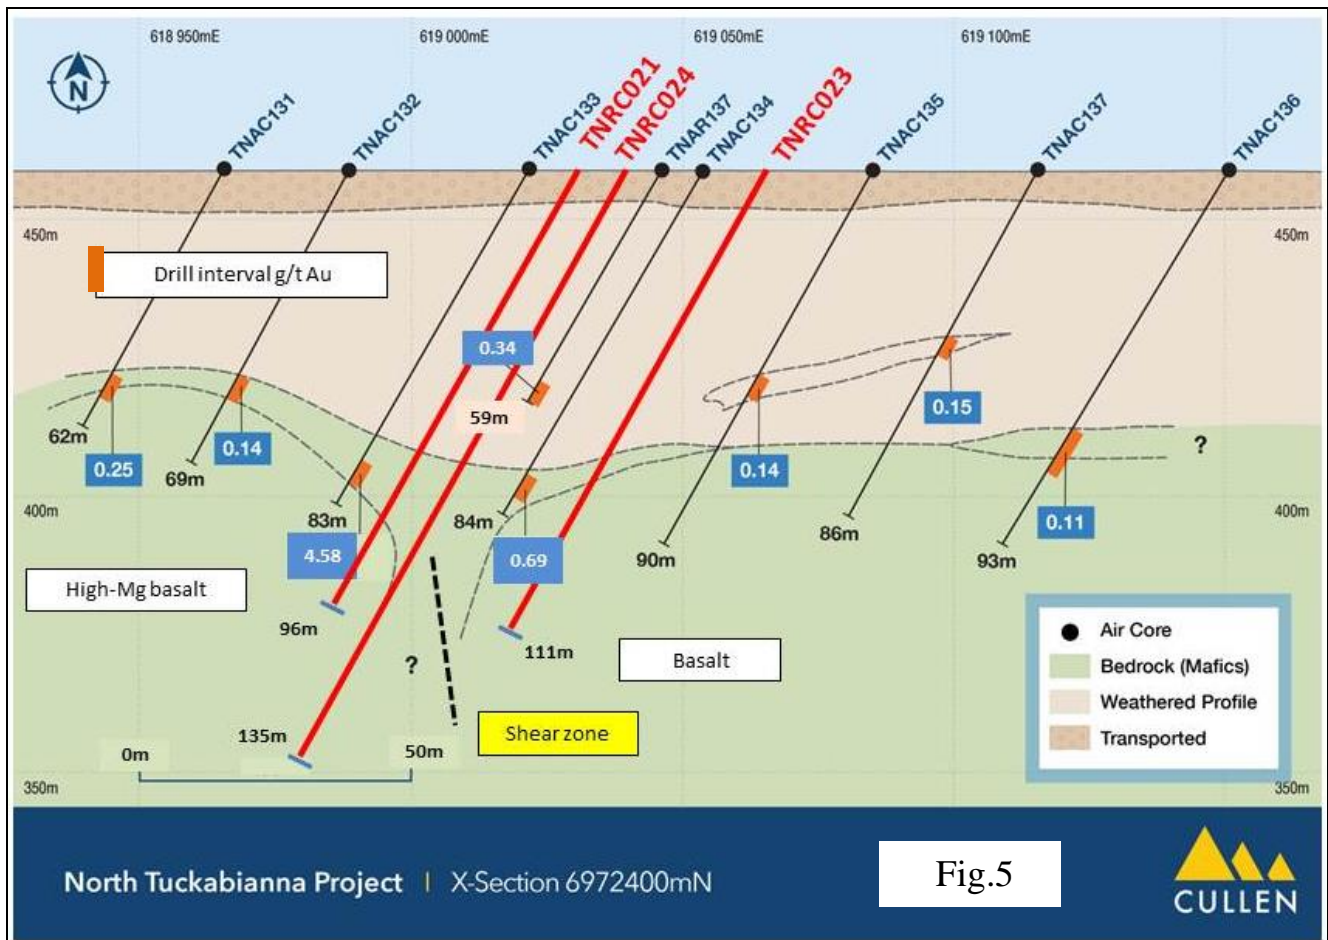 618 950mE
619 000mE
619 050mE
619 100mE
N
TNAC131
TNAC132
TNAC133
TNRC021
TNRC024
TNAR137
TNAC134
TNRC023
TNAC135
TNAC137
TNAC136
450m
450m
Drill interval g/t Au
0.34
59m
0.15
62m
0.25
0.14
69m
0.14
?
83m
84m
400m
400m
0.11
86m
4.58
0.69
90m
93m
High-Mg basalt
96m
111m
?
Basalt
Shear zone
135m
0m
50m
350m
350m
Air Core
Bedrock (Mafics)
Weathered Profile
Transported
North Tuckabianna Project | X-Section 6972400mN
Fig.5
CULLEN